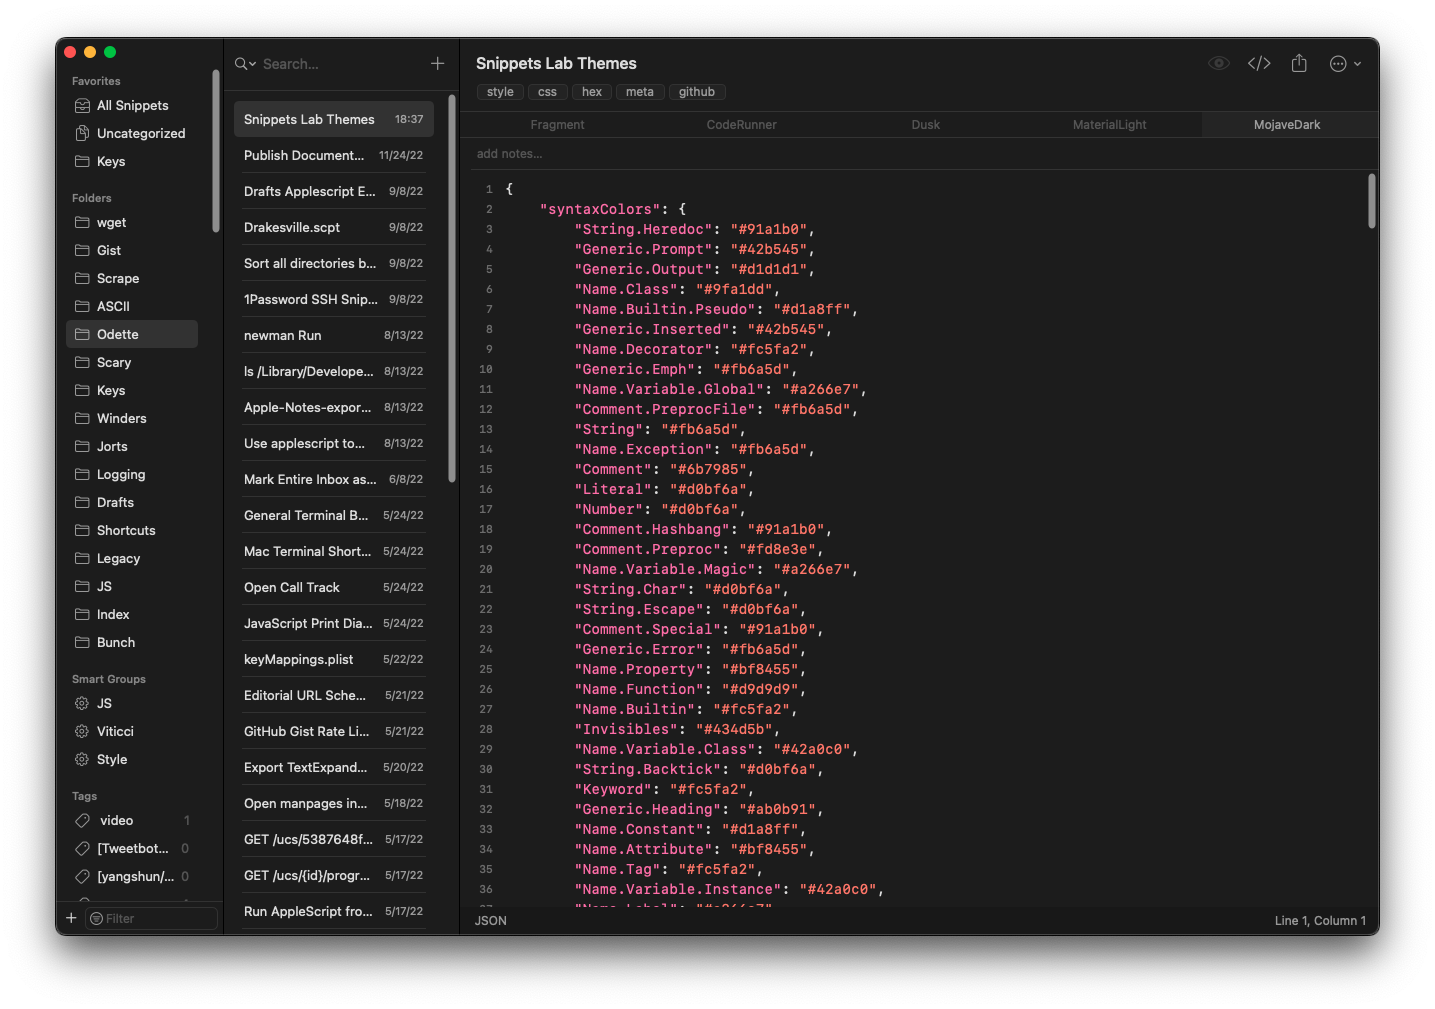 Favorites
All Snippets
Uncategorized
Keys
Folders
wget
Gist
Scrape
ASCII
Odette
Scary
Keys
Winders
Jorts
Logging
Drafts
Shortcuts
Legacy
JS
Index
Bunch
Smart Groups
JS
Viticci
Style
Tags
video 1
[Tweetbot... 0
[yangshun/... 0
Filter
Search...
Snippets Lab Themes 18:37
Publish Document... 11/24/22
Drafts Applescript E... 9/8/22
Drakesville.scpt 9/8/22
Sort all directories b... 9/8/22
1Password SSH Snip... 9/8/22
newman Run 8/13/22
ls /Library/Develope... 8/13/22
Apple-Notes-expor... 8/13/22
Use applescript to... 8/13/22
Mark Entire Inbox as... 6/8/22
General Terminal B... 5/24/22
Mac Terminal Short... 5/24/22
Open Call Track 5/24/22
JavaScript Print Dia... 5/24/22
keyMappings.plist 5/22/22
Editorial URL Sche... 5/21/22
GitHub Gist Rate Li... 5/21/22
Export TextExpand... 5/20/22
Open manpages in... 5/18/22
GET /ucs/5387648f... 5/17/22
GET /ucs/{id}/progr... 5/17/22
Run AppleScript fro... 5/17/22
Snippets Lab Themes
style css hex meta github
Fragment CodeRunner Dusk MaterialLight MojaveDark
add notes...
1 {
2 "syntaxColors": {
3 "String.Heredoc": "#91a1b0",
4 "Generic.Prompt": "#42b545",
5 "Generic.Output": "#d1d1d1",
6 "Name.Class": "#9fa1dd",
7 "Name.Builtin.Pseudo": "#d1a8ff",
8 "Generic.Inserted": "#42b545",
9 "Name.Decorator": "#fc5fa2",
10 "Generic.Emph": "#fb6a5d",
11 "Name.Variable.Global": "#a266e7",
12 "Comment.PreprocFile": "#fb6a5d",
13 "String": "#fb6a5d",
14 "Name.Exception": "#fb6a5d",
15 "Comment": "#6b7985",
16 "Literal": "#d0bf6a",
17 "Number": "#d0bf6a",
18 "Comment.Hashbang": "#91a1b0",
19 "Comment.Preproc": "#fd8e3e",
20 "Name.Variable.Magic": "#a266e7",
21 "String.Char": "#d0bf6a",
22 "String.Escape": "#d0bf6a",
23 "Comment.Special": "#91a1b0",
24 "Generic.Error": "#fb6a5d",
25 "Name.Property": "#bf8455",
26 "Name.Function": "#d9d9d9",
27 "Name.Builtin": "#fc5fa2",
28 "Invisibles": "#434d5b",
29 "Name.Variable.Class": "#42a0c0",
30 "String.Backtick": "#d0bf6a",
31 "Keyword": "#fc5fa2",
32 "Generic.Heading": "#ab0b91",
33 "Name.Constant": "#d1a8ff",
34 "Name.Attribute": "#bf8455",
35 "Name.Tag": "#fc5fa2",
36 "Name.Variable.Instance": "#42a0c0",
JSON
Line 1, Column 1